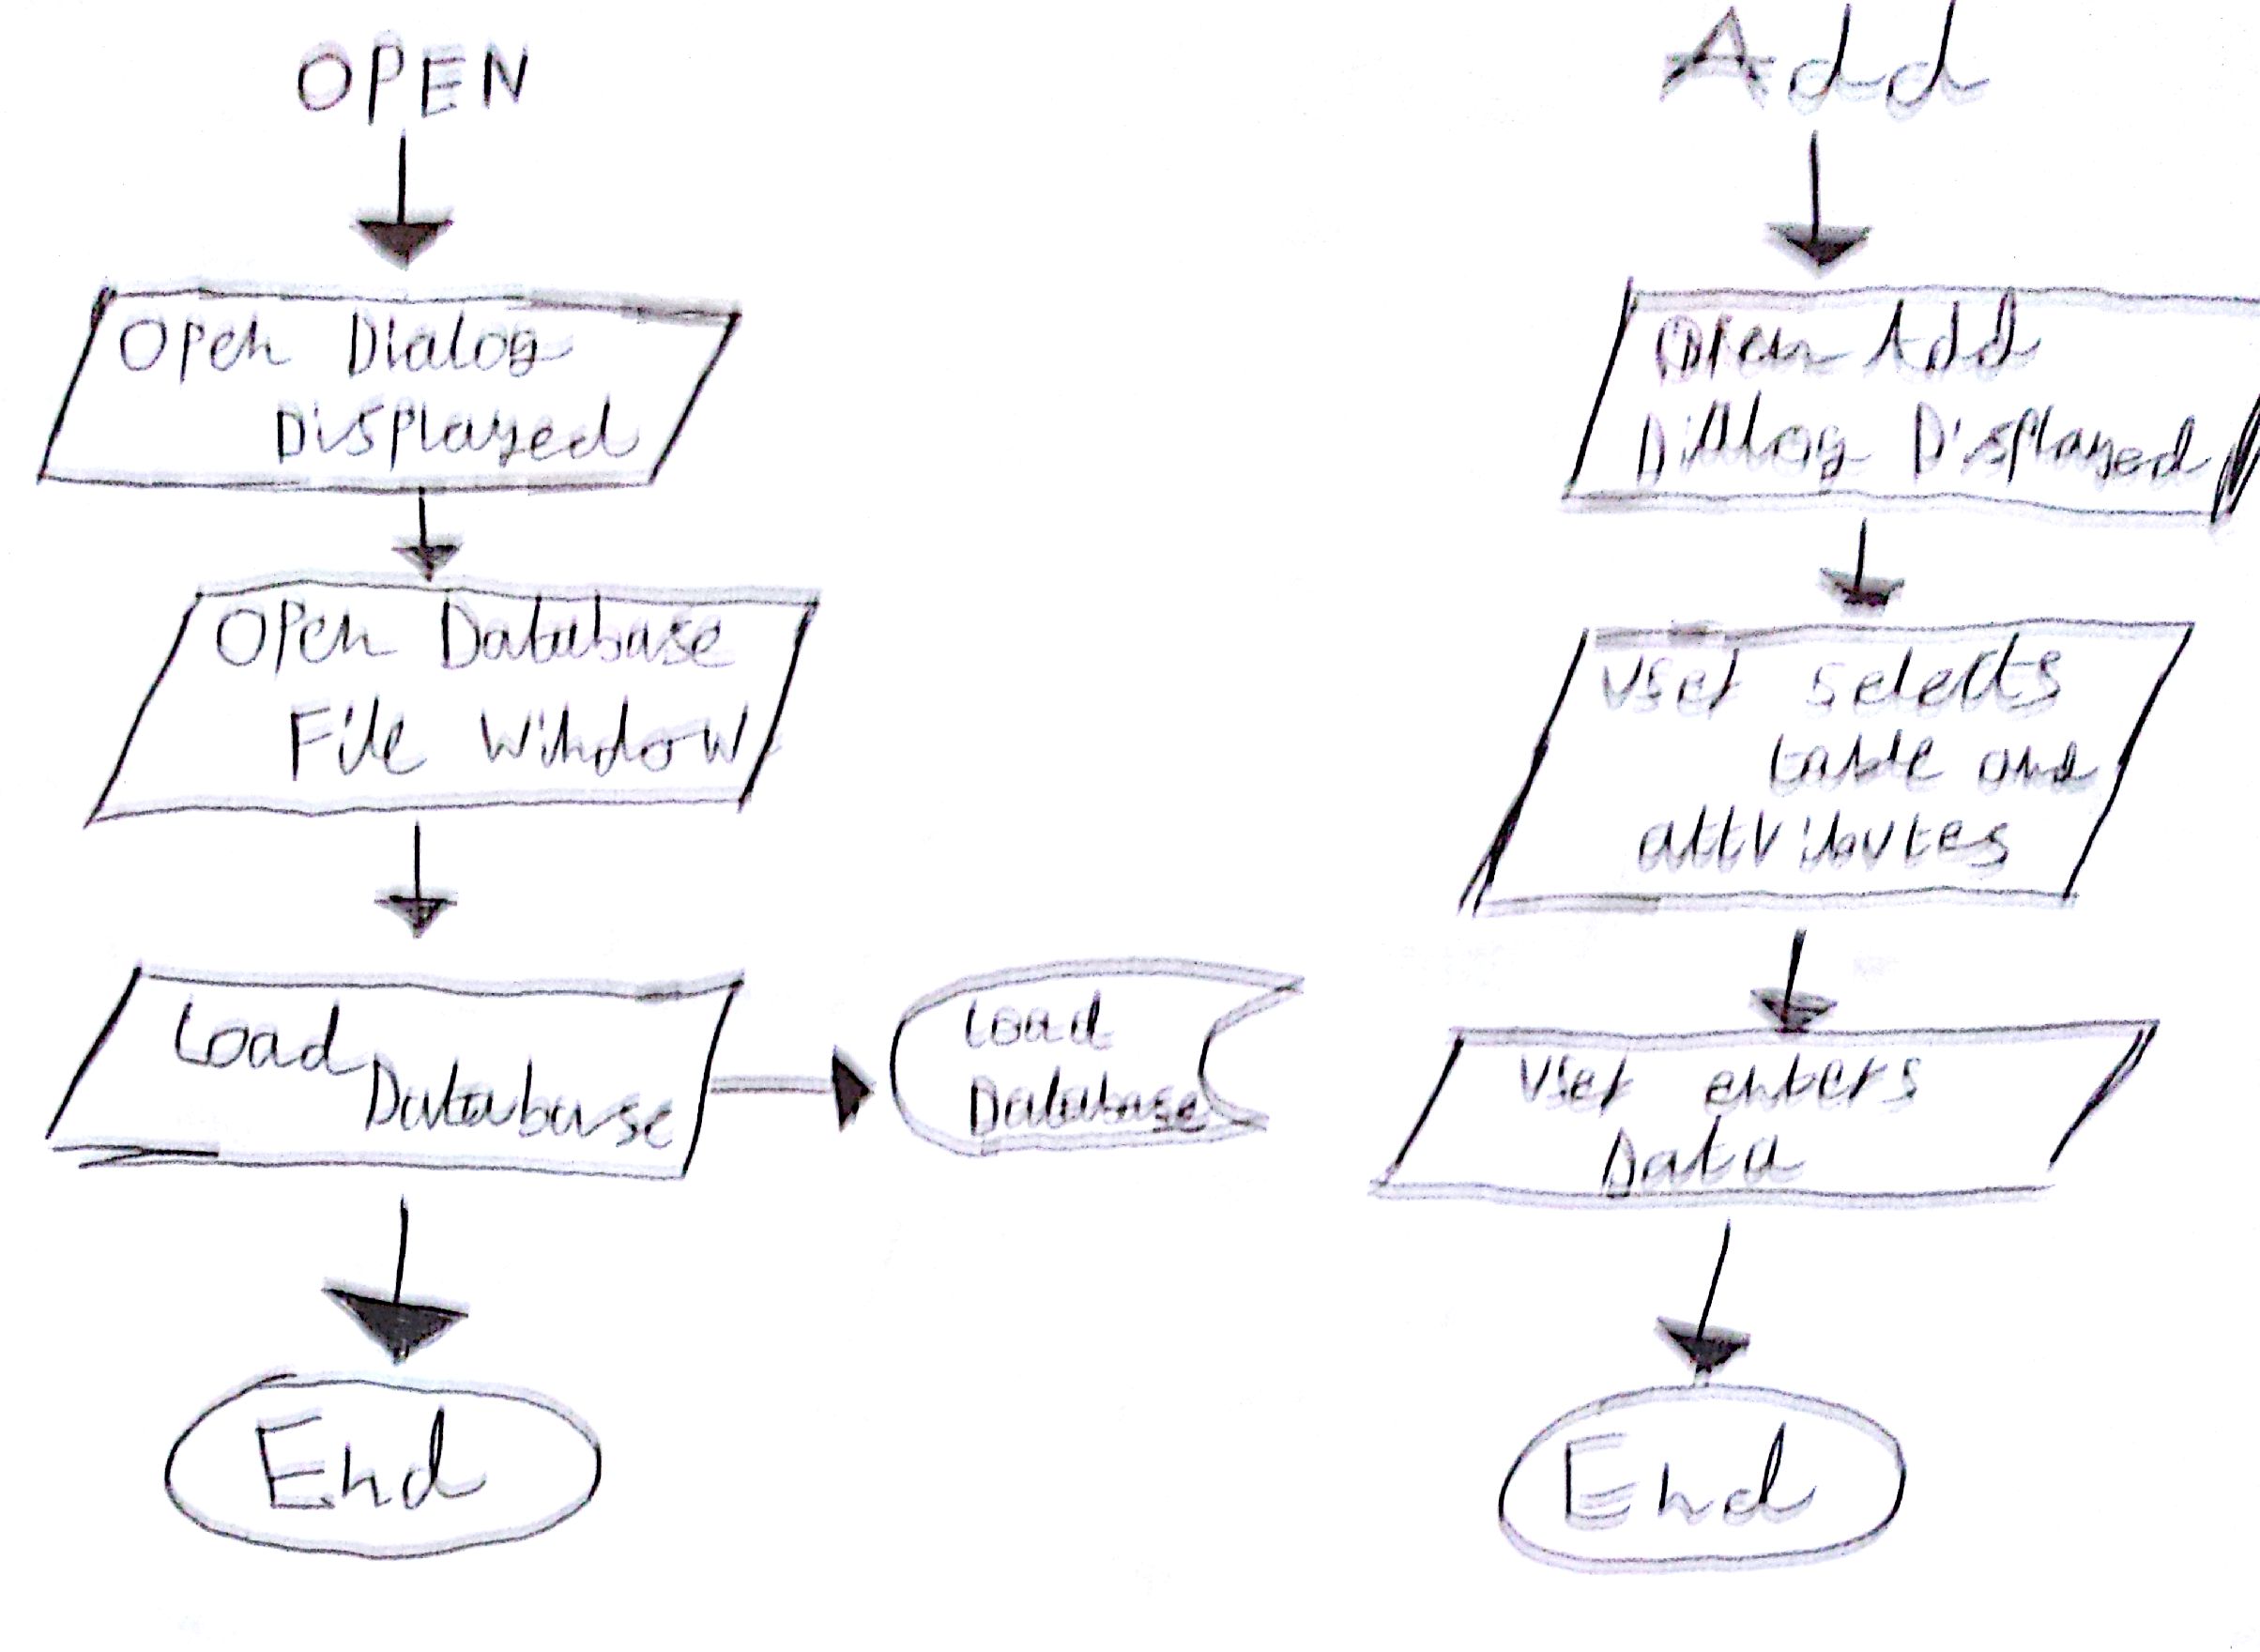 OPEN
Open Dialog
Displayed
Open Database
File Window
Load
Database
Load
Database
End
Add
Open Add
Dialog Displayed
User selects
table and
attributes
User enters
Data
End